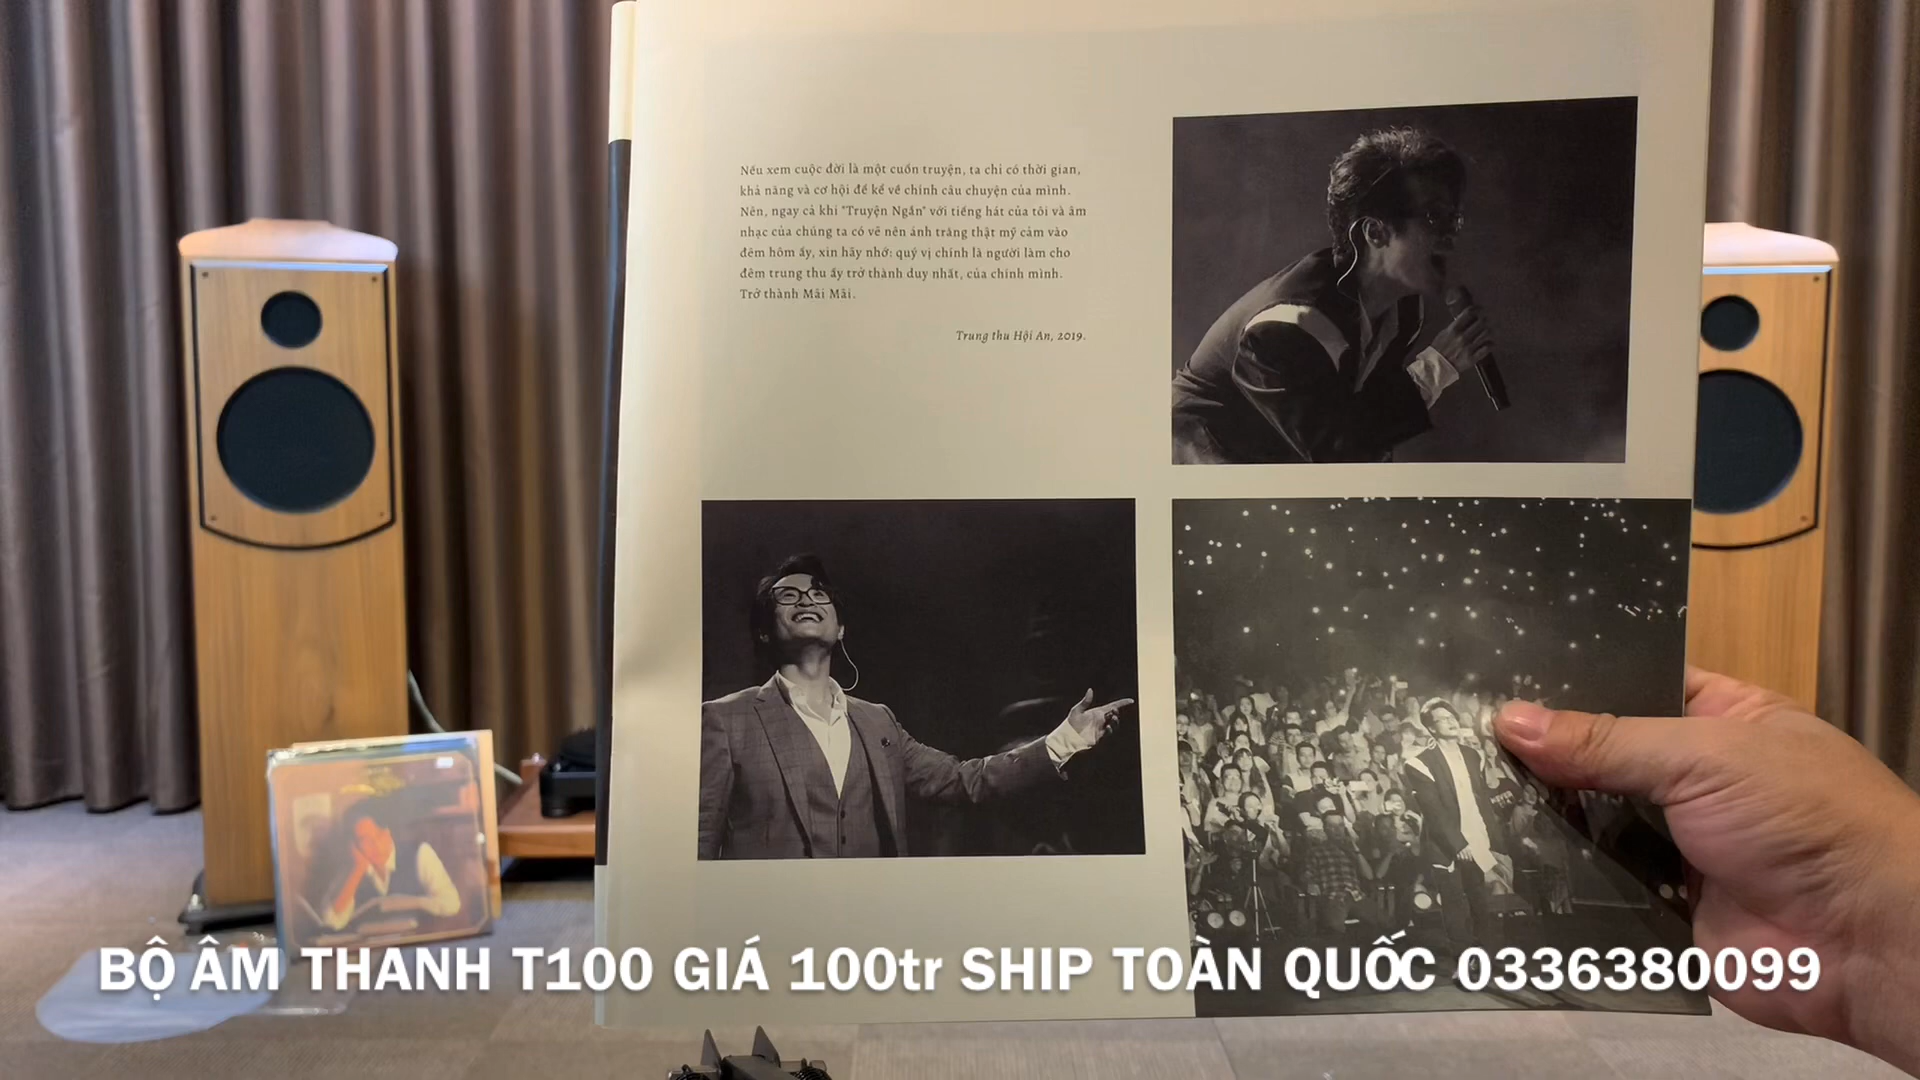 Nếu xem cuộc đời là một cuốn truyện, ta chỉ có thời gian,
khả năng và cơ hội để kể về chính câu chuyện của mình.
Nên, ngay cả khi "Truyện Ngắn" với tiếng hát của tôi và âm
nhạc của chúng ta có vẽ nên ánh trăng thật mỹ cảm vào
đêm hôm ấy, xin hãy nhớ: quý vị chính là người làm cho
đêm trung thu ấy trở thành duy nhất, của chính mình.
Trở thành Mãi Mãi.
Trung thu Hội An, 2019.
BỘ ÂM THANH T100 GIÁ 100tr SHIP TOÀN QUỐC 0336380099